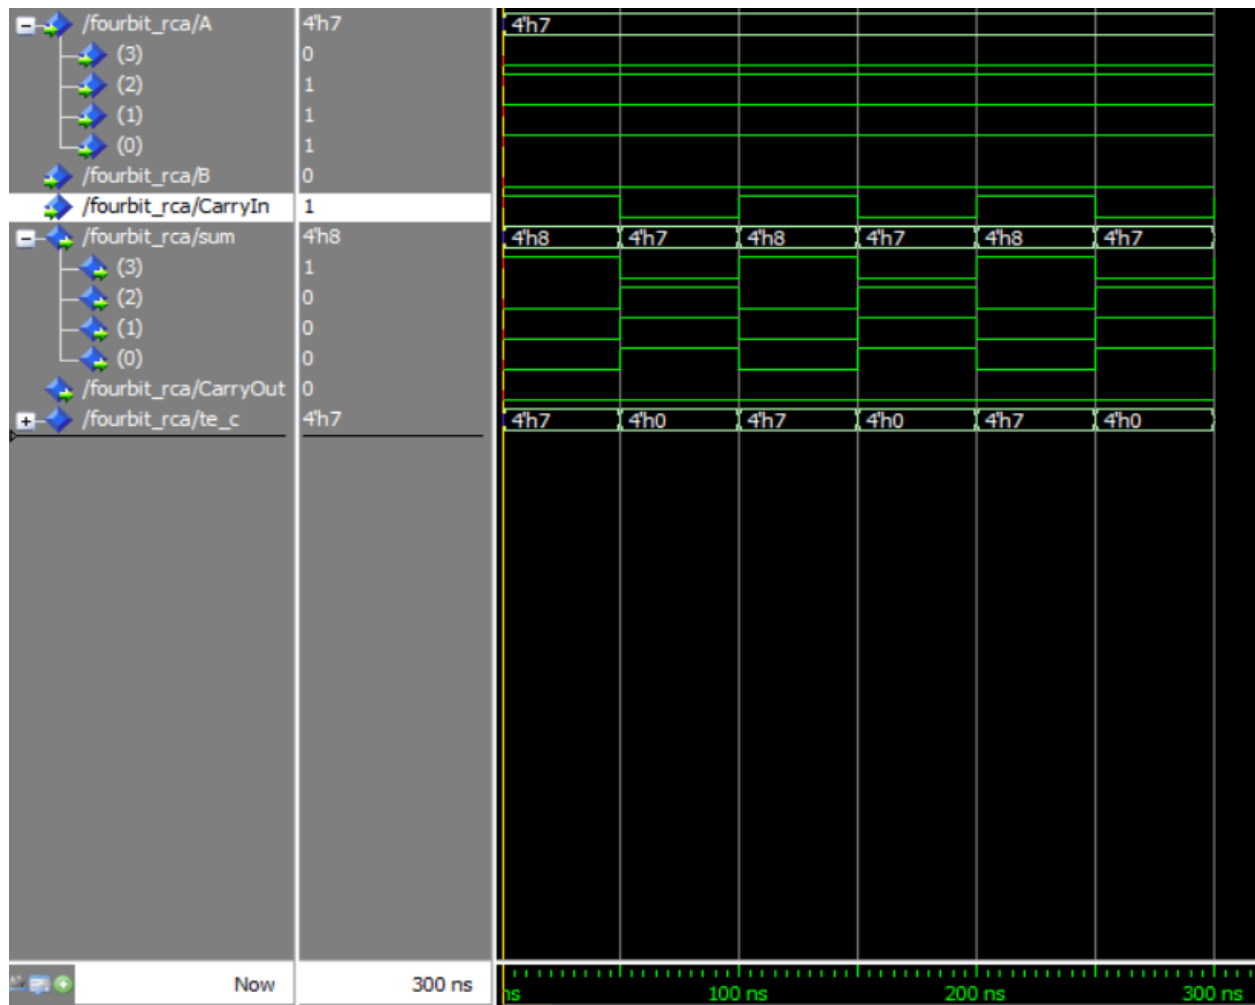 /fourbit_rca/A 4'h7 4'h7
(3) 0
(2) 1
(1) 1
(0) 1
/fourbit_rca/B 0
/fourbit_rca/CarryIn 1
/fourbit_rca/sum 4'h8 4'h8 4'h7 4'h8 4'h7 4'h8 4'h7
(3) 1
(2) 0
(1) 0
(0) 0
/fourbit_rca/CarryOut 0
/fourbit_rca/te_c 4'h7 4'h7 4'h0 4'h7 4'h0 4'h7 4'h0
Now 300 ns ns 100 ns 200 ns 300 ns